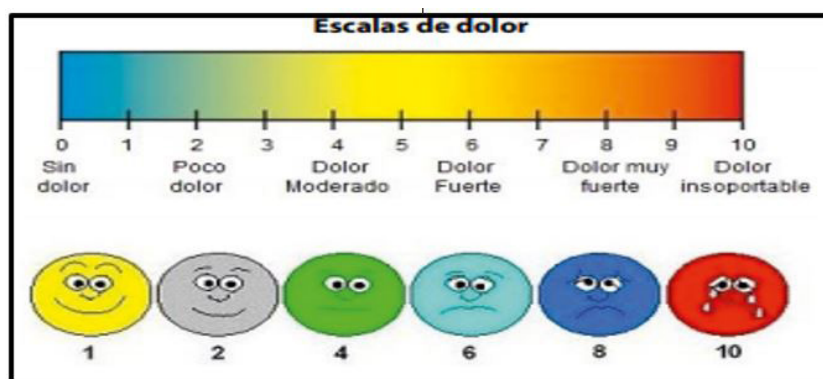 Escalas de dolor
0 1 2 3 4 5 6 7 8 9 10
Sin dolor Poco dolor Dolor Moderado Dolor Fuerte Dolor muy fuerte Dolor insoportable
1 2 4 6 8 10